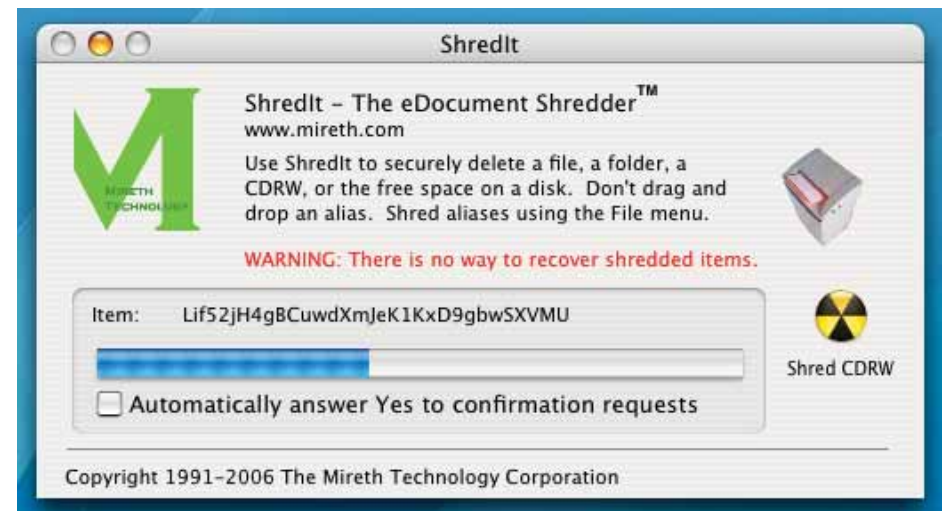 ShredIt
ShredIt – The eDocument Shredder™
www.mireth.com
Use ShredIt to securely delete a file, a folder, a
CDRW, or the free space on a disk. Don't drag and
drop an alias. Shred aliases using the File menu.
MIRETH
TECHNOLOGY
WARNING: There is no way to recover shredded items.
Item: Lif52jH4gBCuwdXmJeK1KxD9gbwSXVMU
Shred CDRW
Automatically answer Yes to confirmation requests
Copyright 1991–2006 The Mireth Technology Corporation